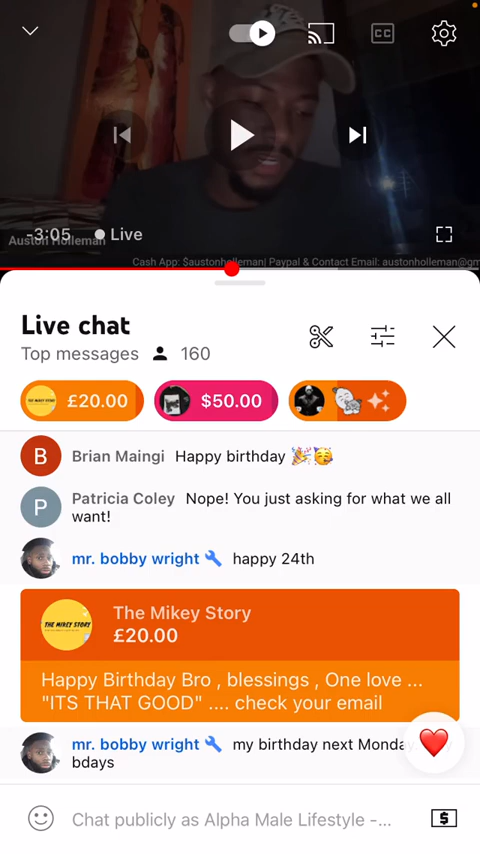 CC
-3:05
Live
Auston Holleman
Cash App: $austonholleman| Paypal & Contact Email: austonholleman@gm
Live chat
Top messages 160
£20.00
$50.00
B Brian Maingi Happy birthday 🎉🥳
P Patricia Coley Nope! You just asking for what we all
want!
mr. bobby wright happy 24th
THE MIKEY STORY
The Mikey Story
£20.00
Happy Birthday Bro , blessings , One love ...
"ITS THAT GOOD" .... check your email
mr. bobby wright my birthday next Monday
bdays
Chat publicly as Alpha Male Lifestyle -...